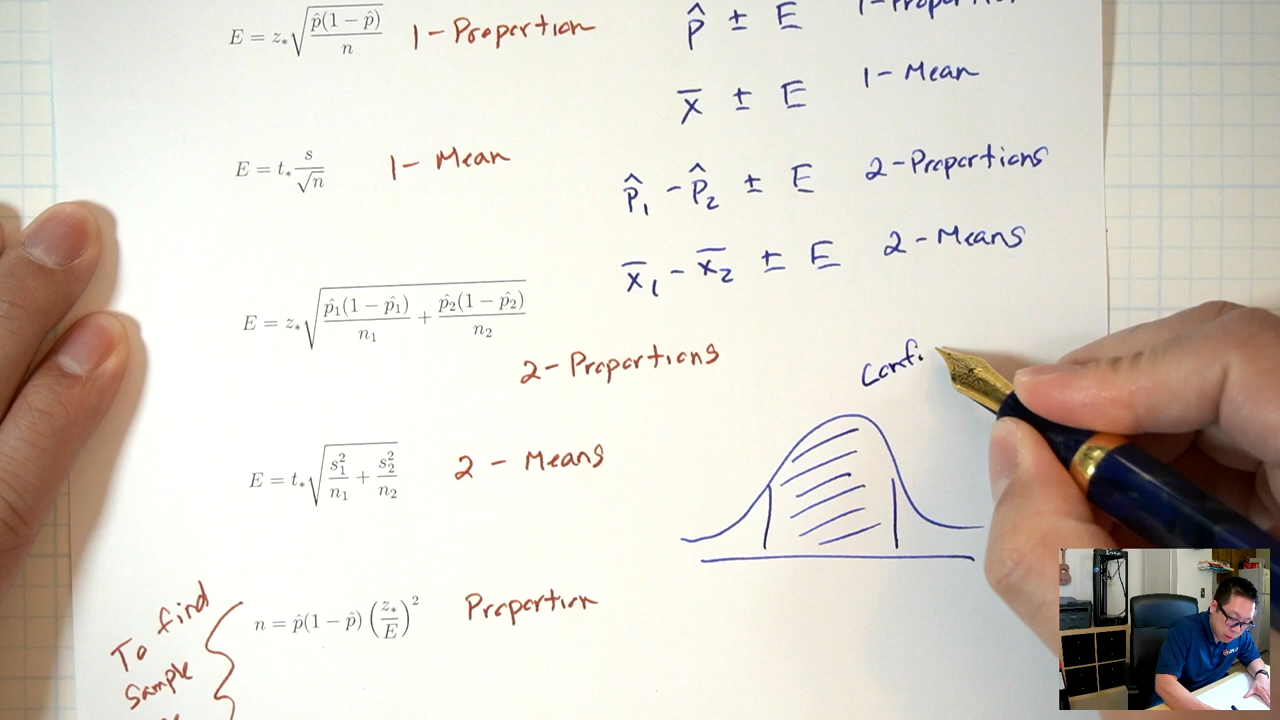 E = z* √(p̂(1 − p̂)/n) 1-Proportion
E = t* s/√n 1- Mean
E = z* √(p̂1(1 − p̂1)/n1 + p̂2(1 − p̂2)/n2)
2-Proportions
E = t* √(s1²/n1 + s2²/n2) 2 - Means
To find
Sample
n = p̂(1 − p̂) (z*/E)² Proportion
p̂ ± E
x̄ ± E 1- Mean
p̂1 - p̂2 ± E 2-Proportions
x̄1 - x̄2 ± E 2-Means
Confi